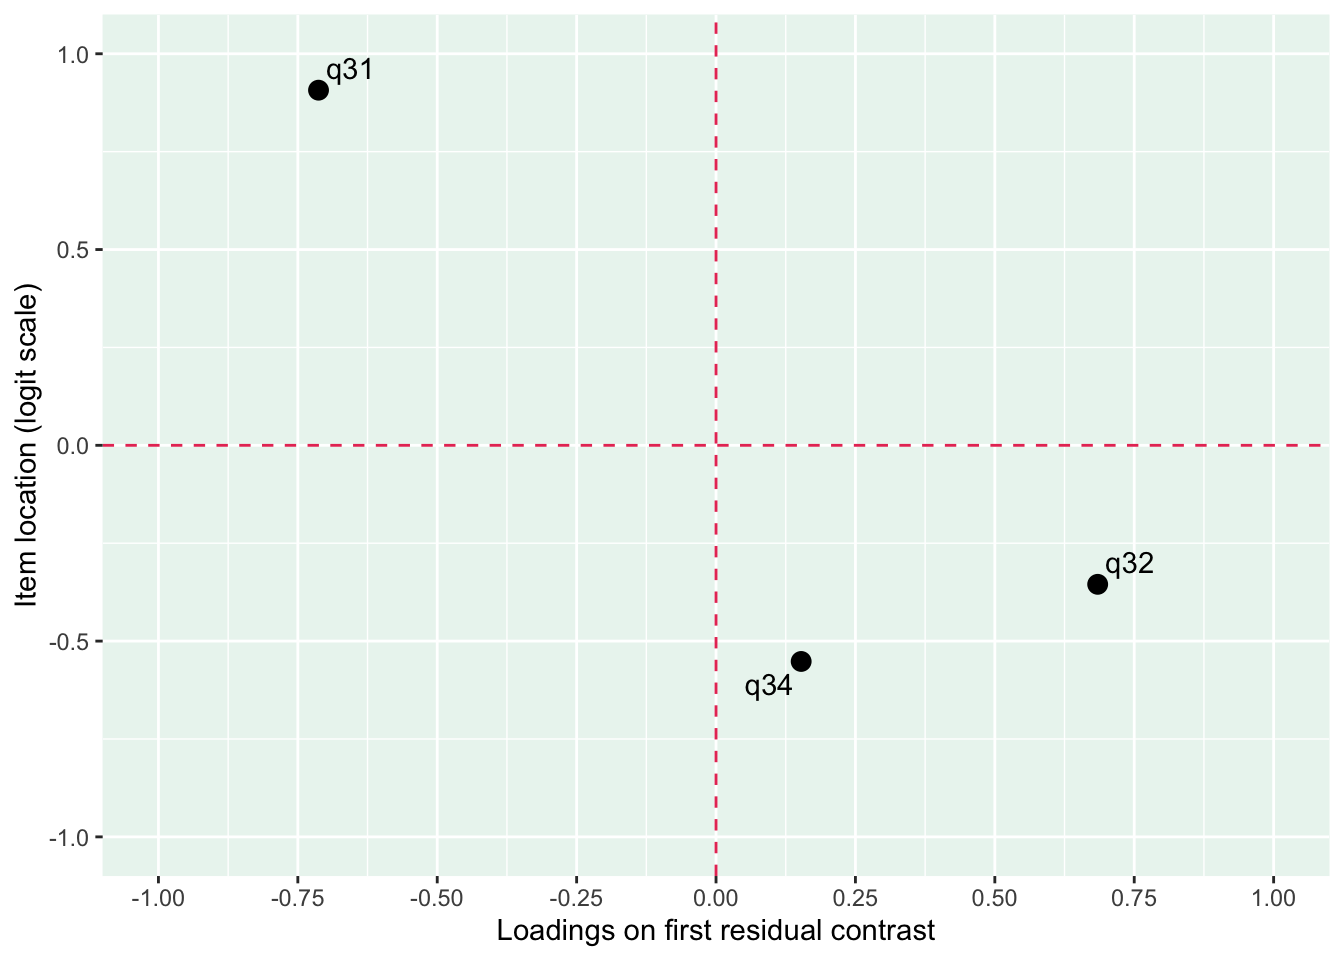 1.0
q31
0.5
0.0
q32
-0.5
q34
-1.0
-1.00 -0.75 -0.50 -0.25 0.00 0.25 0.50 0.75 1.00
Loadings on first residual contrast
Item location (logit scale)